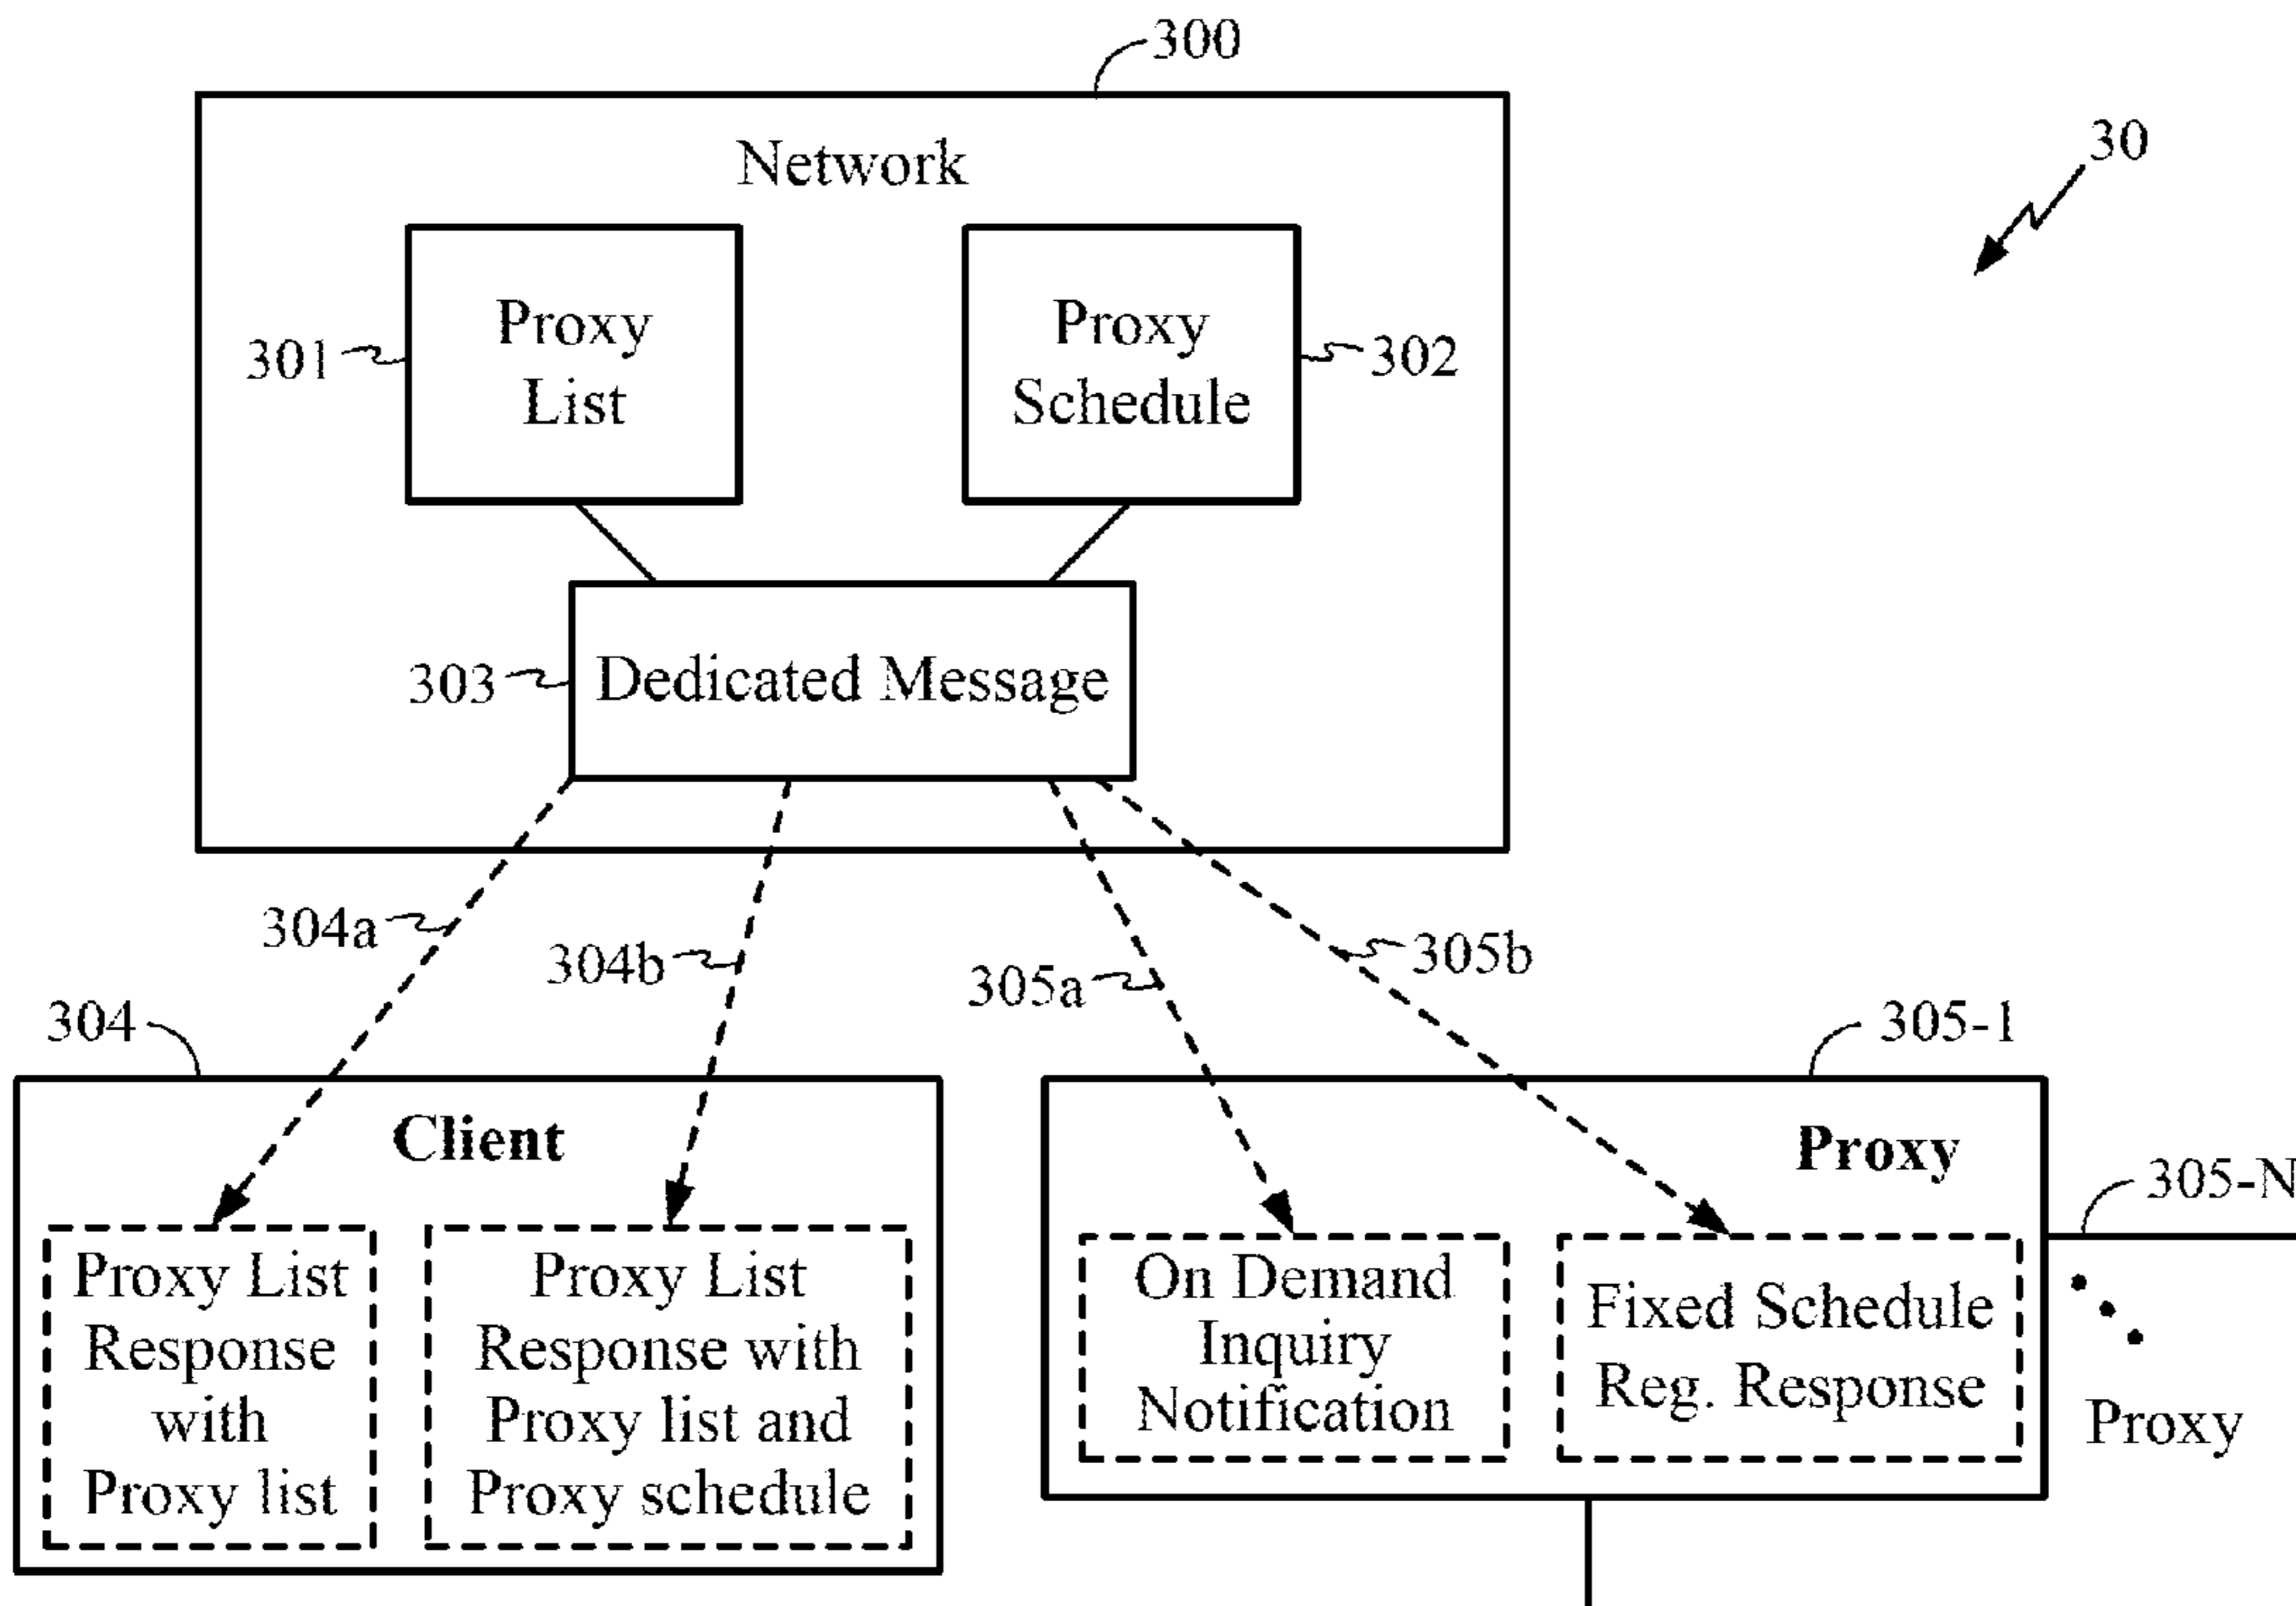 300
Network
30
Proxy
List
Proxy
Schedule
301
302
303
Dedicated Message
304a
304b
305a
305b
304
305-1
Client
Proxy
305-N
Proxy List
Response
with
Proxy list
Proxy List
Response with
Proxy list and
Proxy schedule
On Demand
Inquiry
Notification
Fixed Schedule
Reg. Response
Proxy